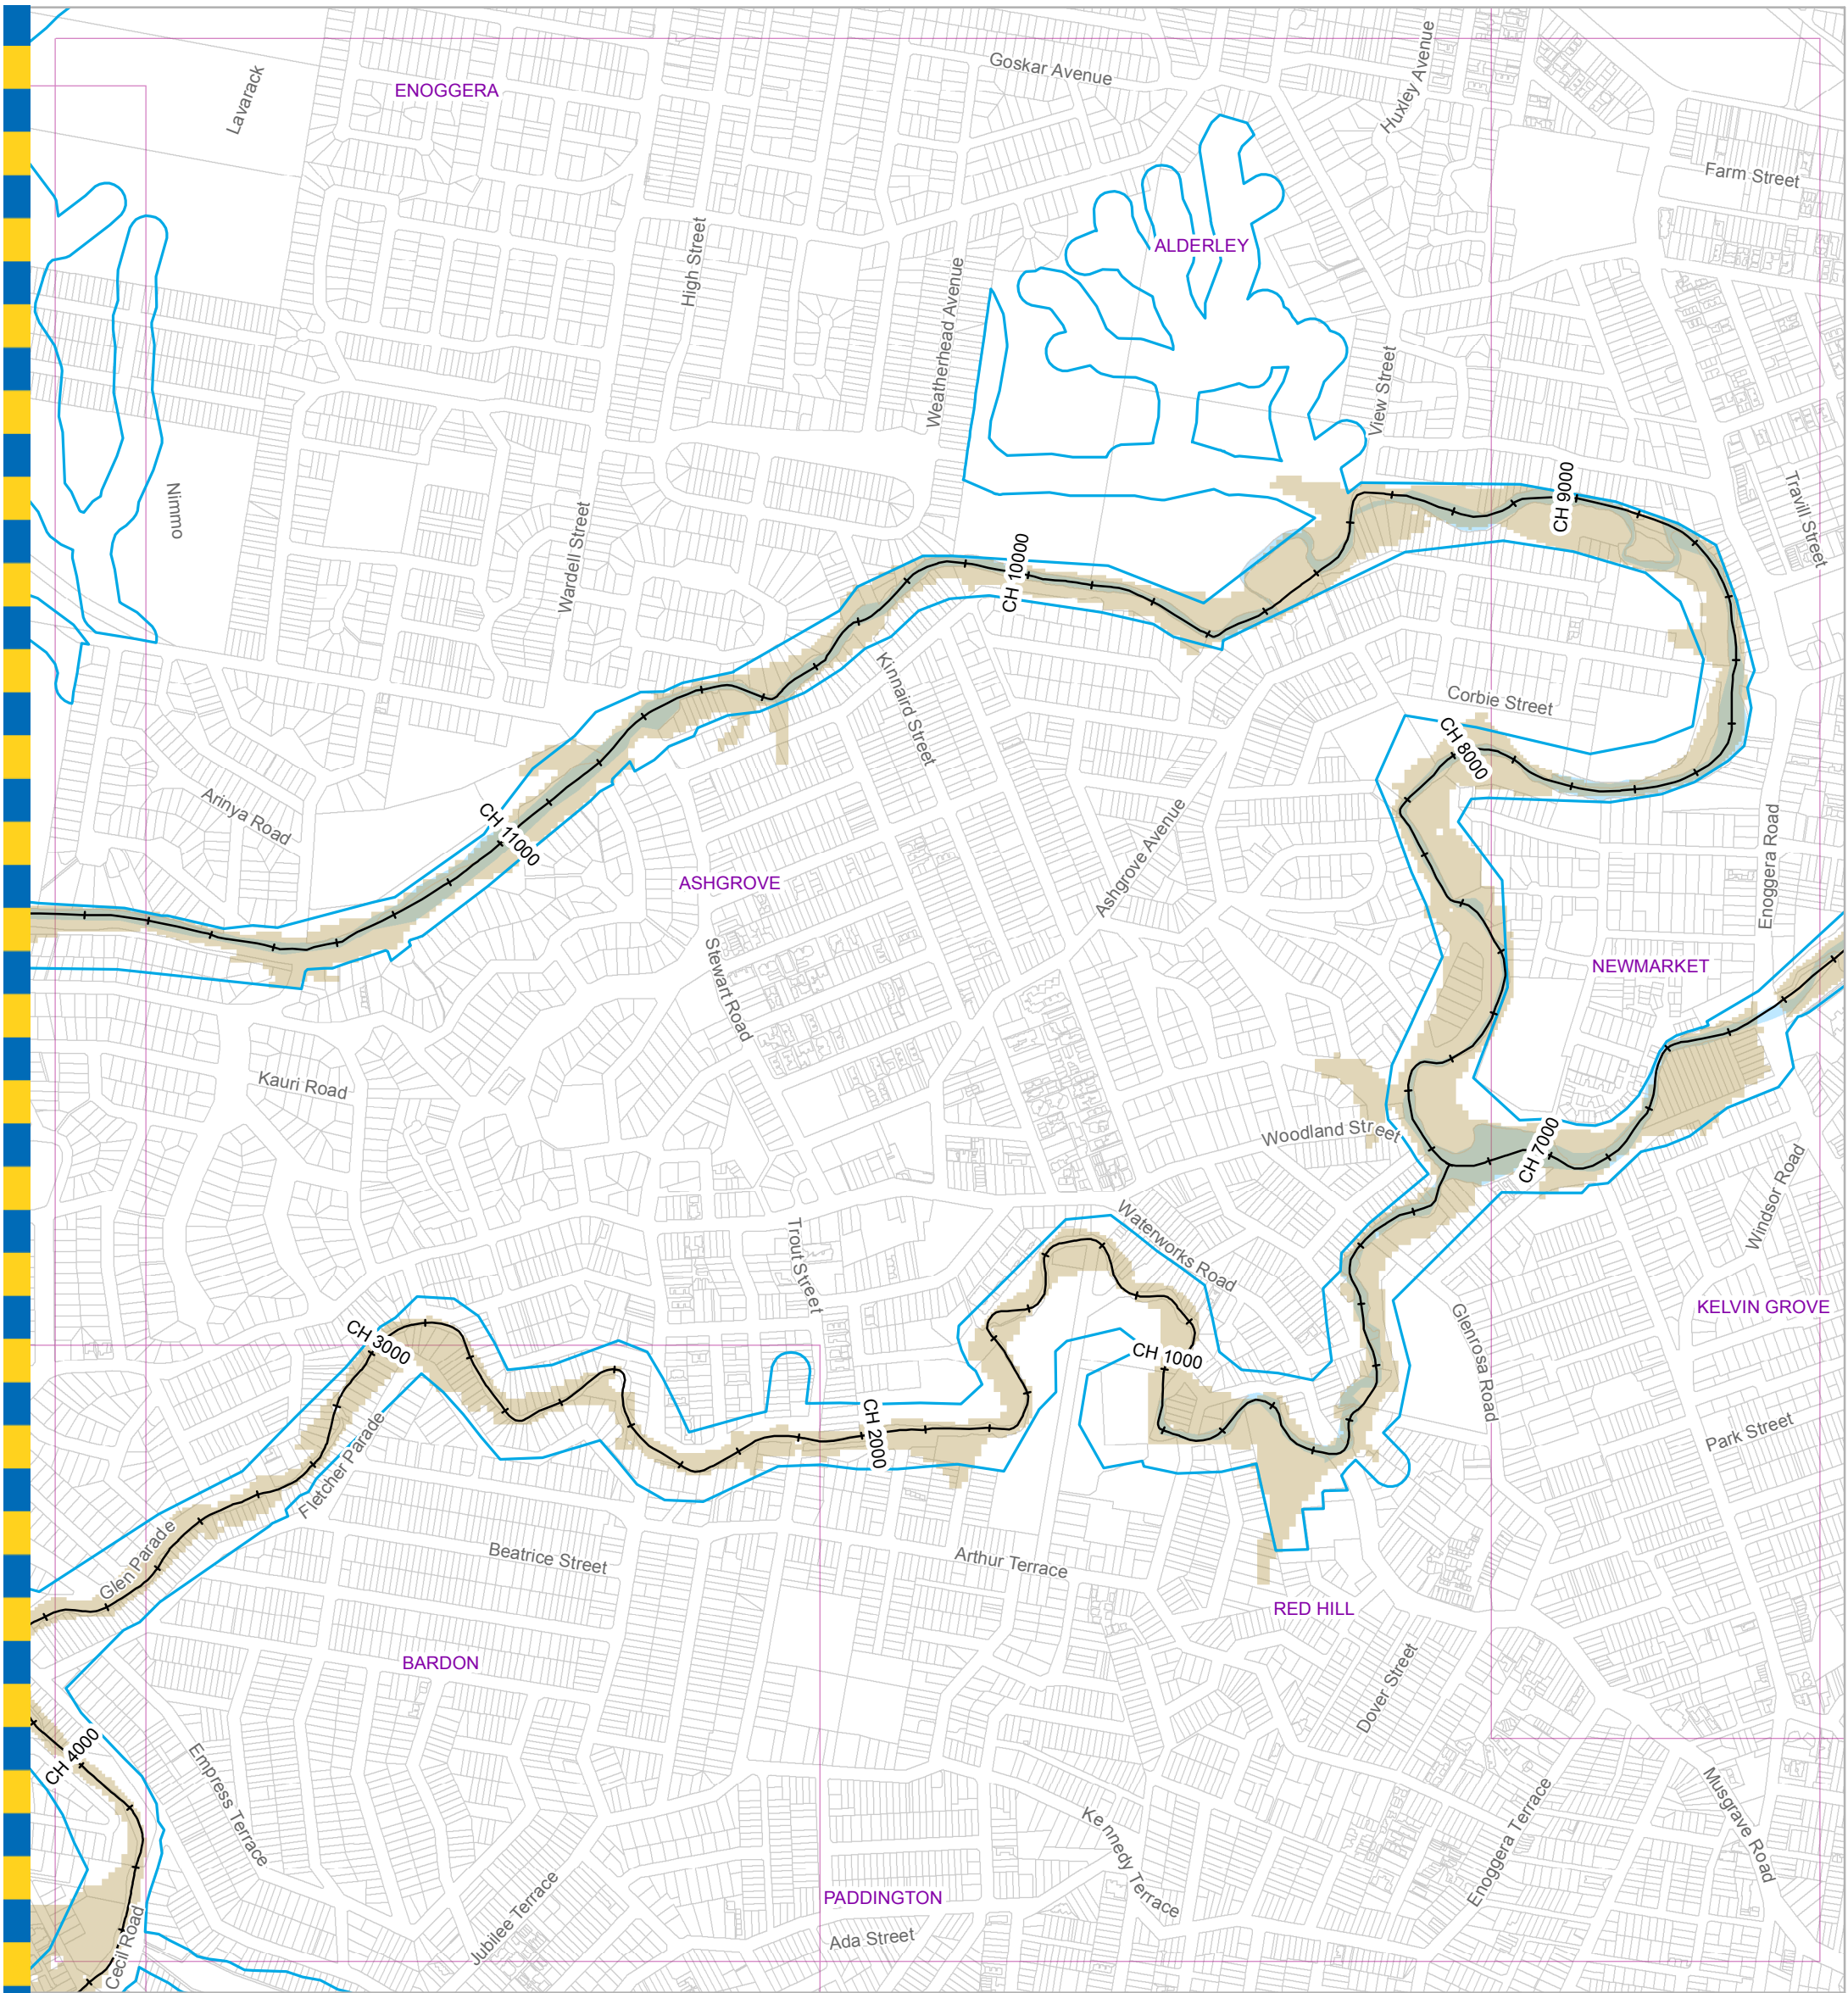 Goskar Avenue
Huxley Avenue
Lavarack
ENOGGERA
Farm Street
High Street
ALDERLEY
Weatherhead Avenue
View Street
Nimmo
Wardell Street
CH 9000
Travill Street
CH 10000
Kinnaird Street
Corbie Street
CH 8000
Arinya Road
CH 11000
Ashgrove Avenue
Enoggera Road
ASHGROVE
Stewart Road
NEWMARKET
Kauri Road
Woodland Street
CH 7000
Windsor Road
Trout Street
Waterworks Road
KELVIN GROVE
CH 3000
CH 1000
Glenrosa Road
CH 2000
Park Street
Fletcher Parade
Glen Parade
Beatrice Street
Arthur Terrace
RED HILL
BARDON
Dover Street
CH 4000
Empress Terrace
Kennedy Terrace
Enoggera Terrace
Musgrave Road
PADDINGTON
Jubilee Terrace
Ada Street
Cecil Road